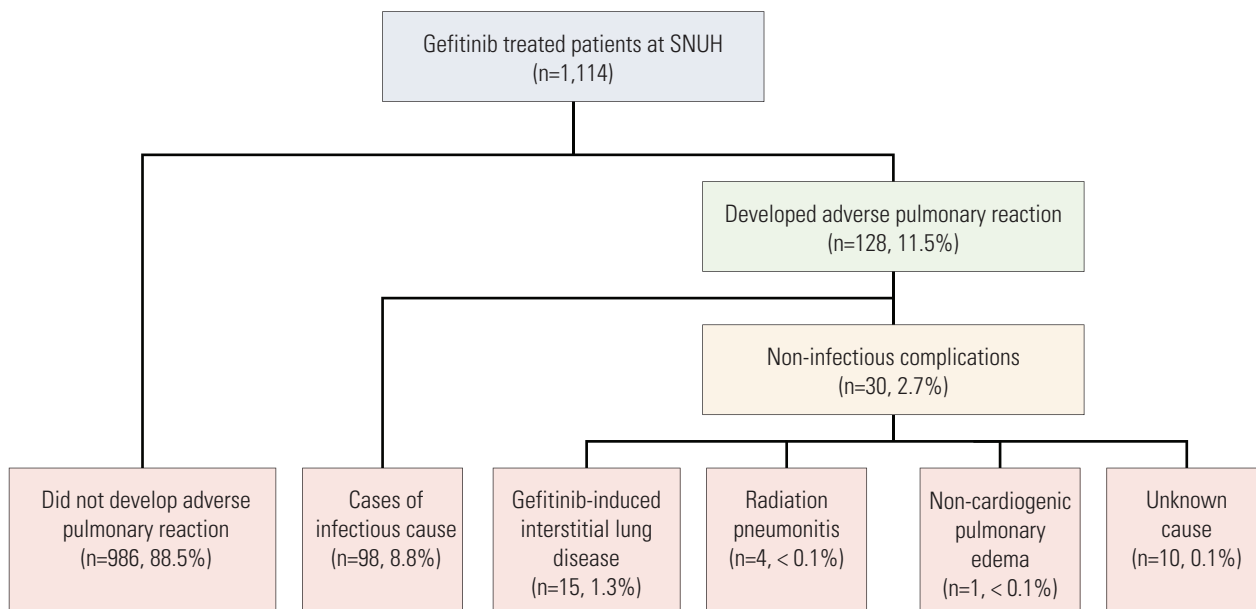 Gefitinib treated patients at SNUH
(n=1,114)
Developed adverse pulmonary reaction
(n=128, 11.5%)
Non-infectious complications
(n=30, 2.7%)
Did not develop adverse
pulmonary reaction
(n=986, 88.5%)
Cases of
infectious cause
(n=98, 8.8%)
Gefitinib-induced
interstitial lung
disease
(n=15, 1.3%)
Radiation
pneumonitis
(n=4, < 0.1%)
Non-cardiogenic
pulmonary
edema
(n=1, < 0.1%)
Unknown
cause
(n=10, 0.1%)